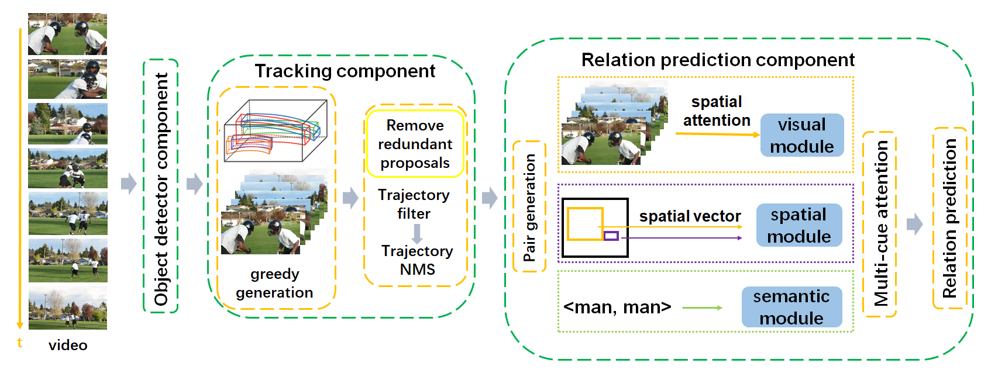 t
video
Object detector component
Tracking component
greedy
generation
Remove
redundant
proposals
Trajectory
filter
Trajectory
NMS
Relation prediction component
Pair generation
spatial
attention
visual
module
spatial vector
spatial
module
<man, man>
semantic
module
Multi-cue attention
Relation prediction